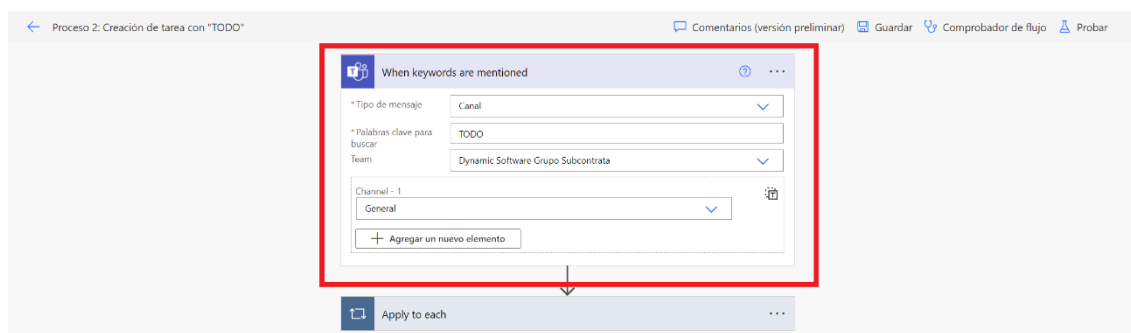 Proceso 2: Creación de tarea con "TODO"
Comentarios (versión preliminar)
Guardar
Comprobador de flujo
Probar
When keywords are mentioned
*Tipo de mensaje
Canal
*Palabras clave para
buscar
TODO
Team
Dynamic Software Grupo Subcontrata
Channel - 1
General
Agregar un nuevo elemento
Apply to each